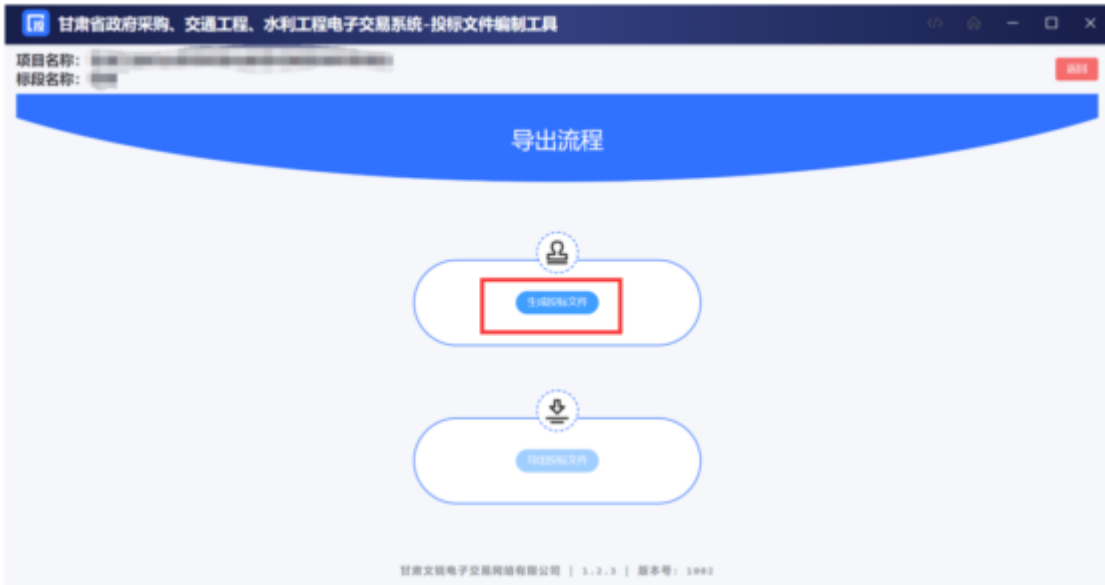 投 甘肃省政府采购、交通工程、水利工程电子交易系统-投标文件编制工具
项目名称：
标段名称：
返回
导出流程
生成投标文件
导出投标文件
甘肃文锐电子交易网络有限公司 | 1.2.3 | 版本号: 1002